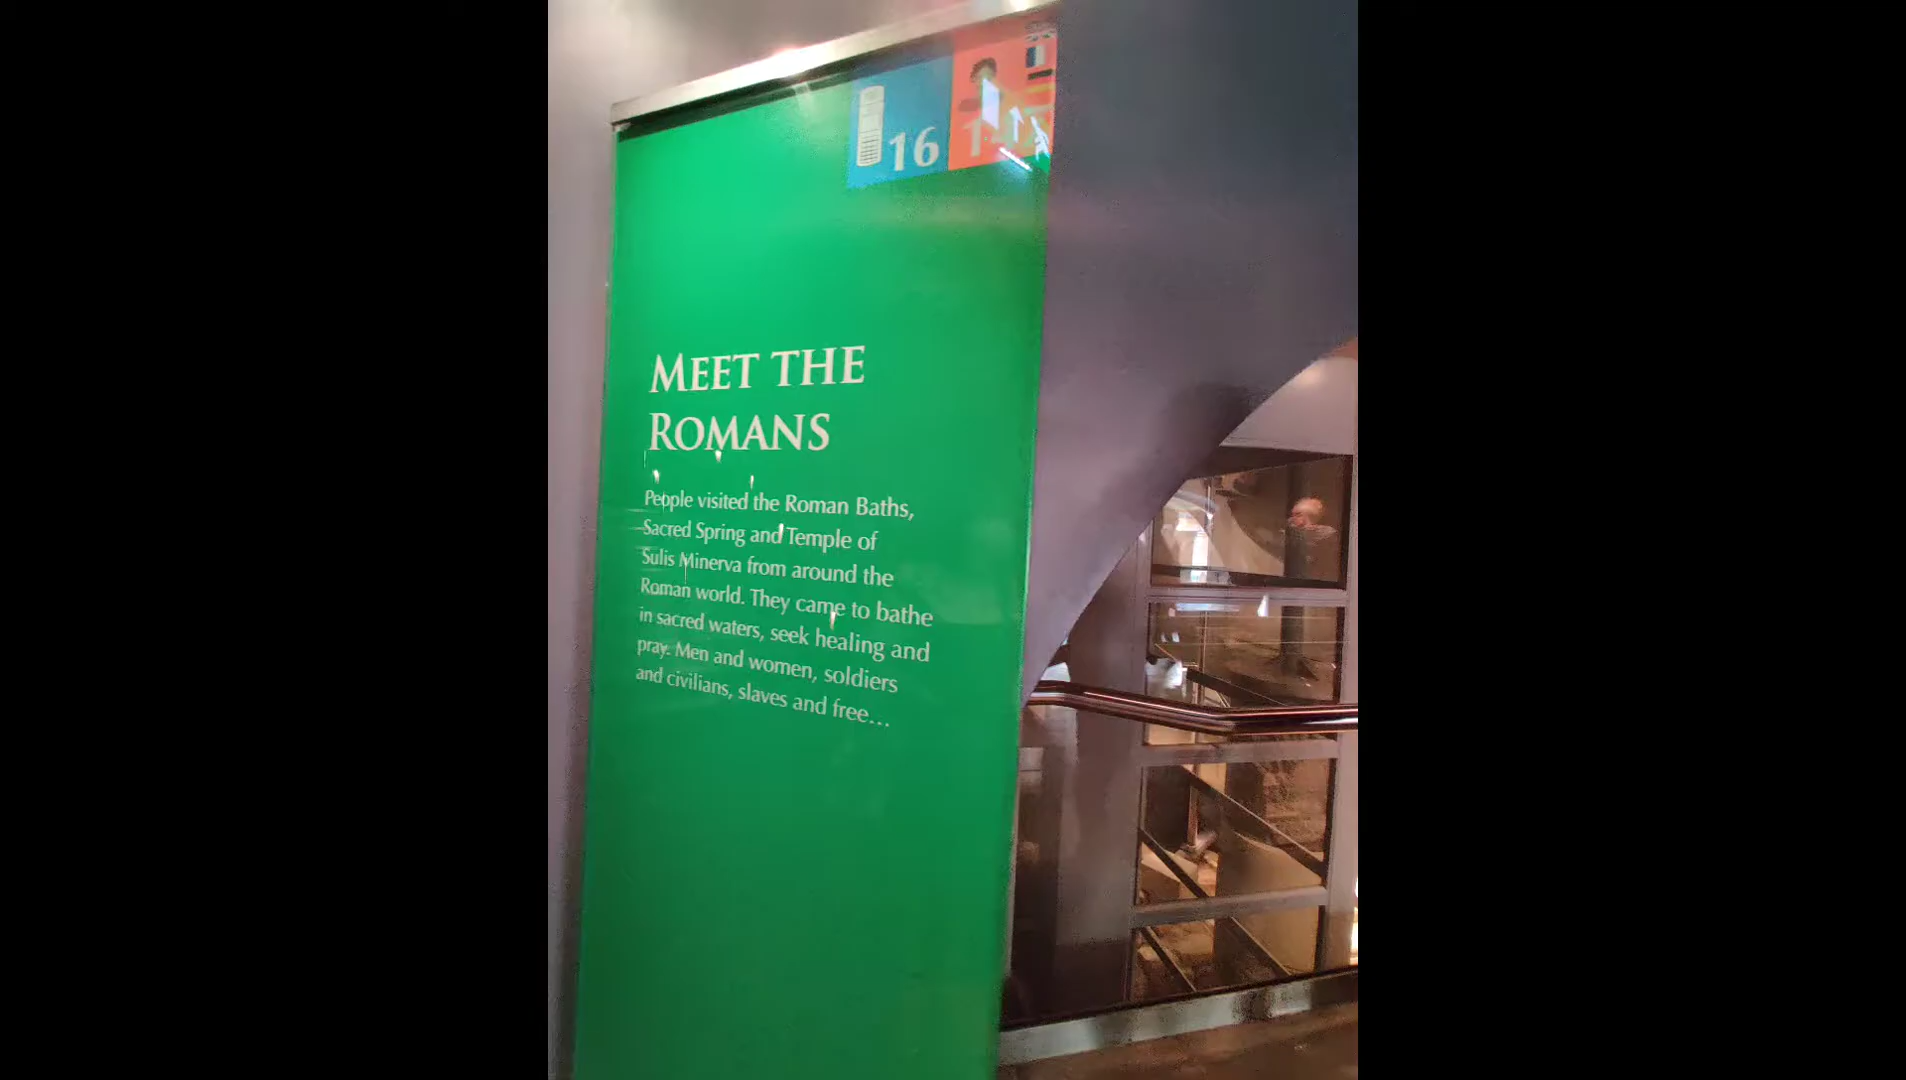 16
MEET THE
ROMANS
People visited the Roman Baths,
Sacred Spring and Temple of
Sulis Minerva from around the
Roman world. They came to bathe
in sacred waters, seek healing and
pray. Men and women, soldiers
and civilians, slaves and free…